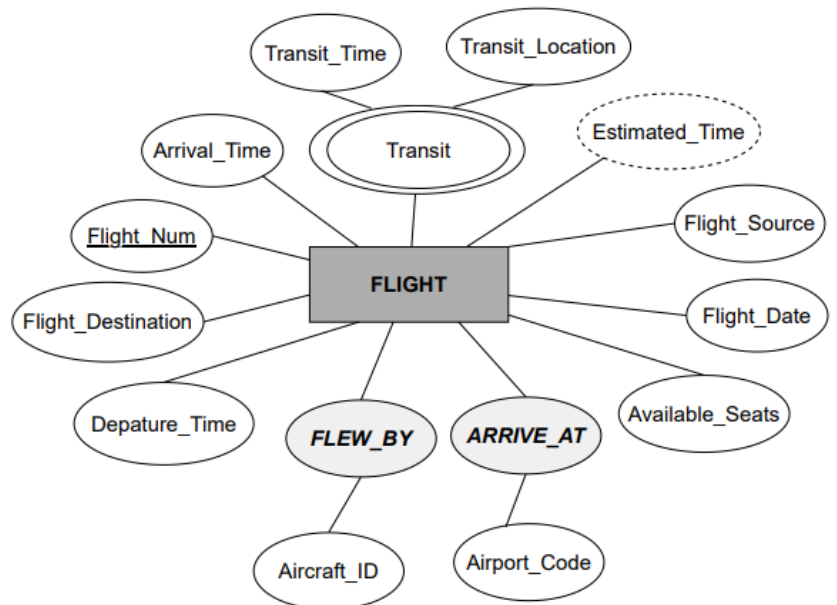 Transit_Time
Transit_Location
Estimated_Time
Arrival_Time
Transit
Flight_Num
Flight_Source
FLIGHT
Flight_Destination
Flight_Date
Depature_Time
FLEW_BY
ARRIVE_AT
Available_Seats
Aircraft_ID
Airport_Code